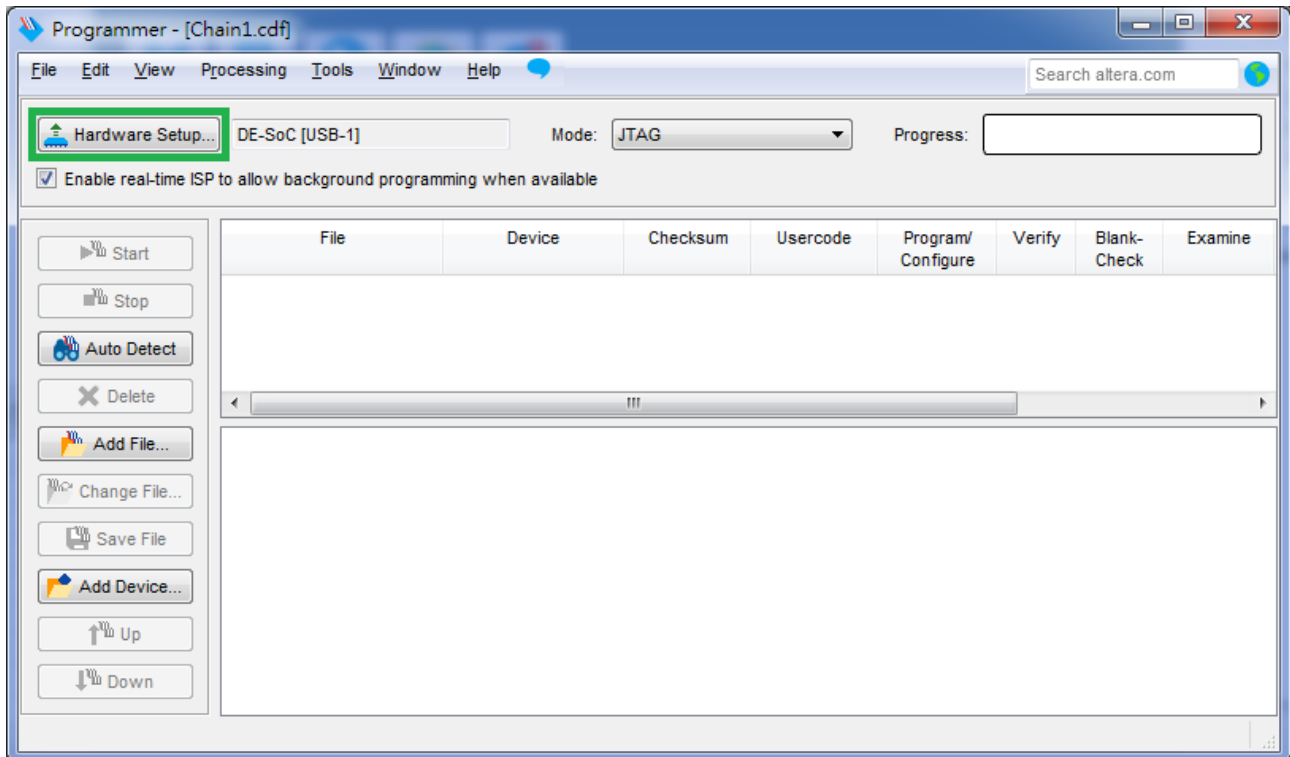 Programmer - [Chain1.cdf]
File Edit View Processing Tools Window Help Search altera.com
Hardware Setup... DE-SoC [USB-1] Mode: JTAG Progress:
Enable real-time ISP to allow background programming when available
File Device Checksum Usercode Program/ Configure Verify Blank- Check Examine
Start
Stop
Auto Detect
Delete
Add File...
Change File...
Save File
Add Device...
Up
Down